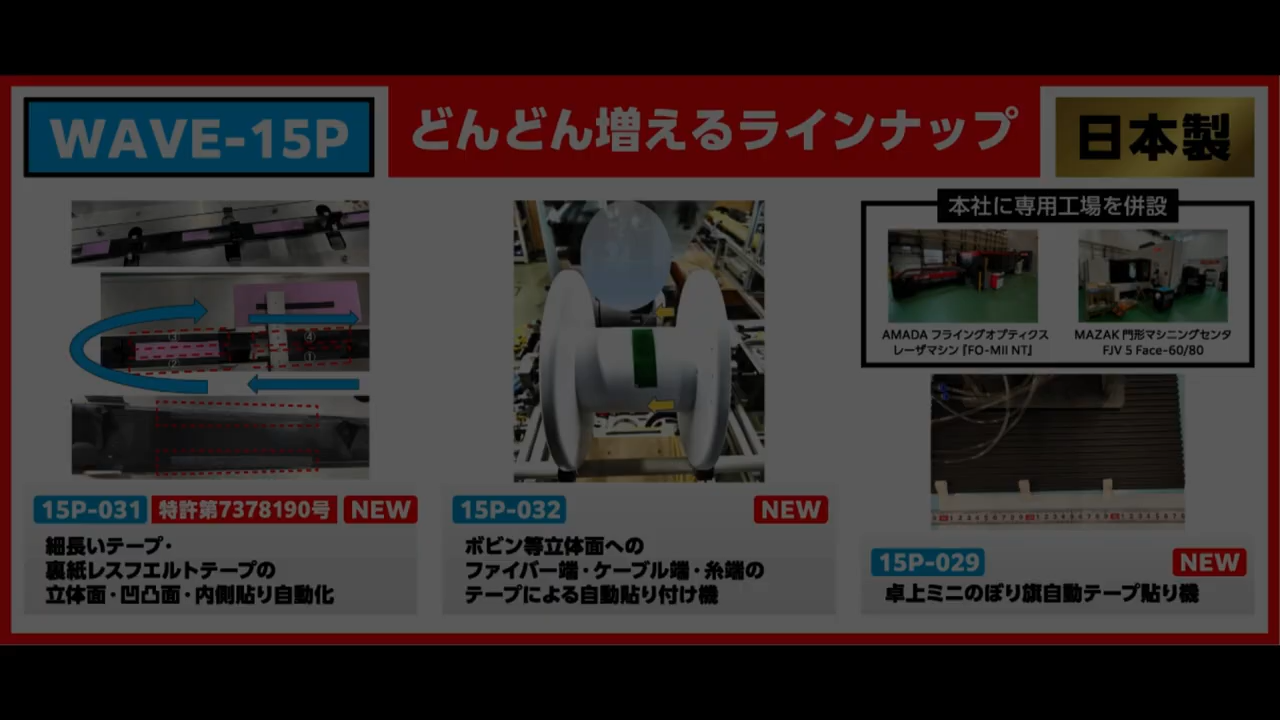 WAVE-15P
どんどん増えるラインナップ
日本製
本社に専用工場を併設
AMADA フライングオプティクス
レーザマシン「FO-MII NT」
MAZAK 門形マシニングセンタ
FJV 5 Face-60/80
③
④
②
①
15P-031
特許第7378190号
NEW
細長いテープ・
裏紙レスフエルトテープの
立体面・凹凸面・内側貼り自動化
15P-032
NEW
ボビン等立体面への
ファイバー端・ケーブル端・糸端の
テープによる自動貼り付け機
15P-029
NEW
卓上ミニのぼり旗自動テープ貼り機